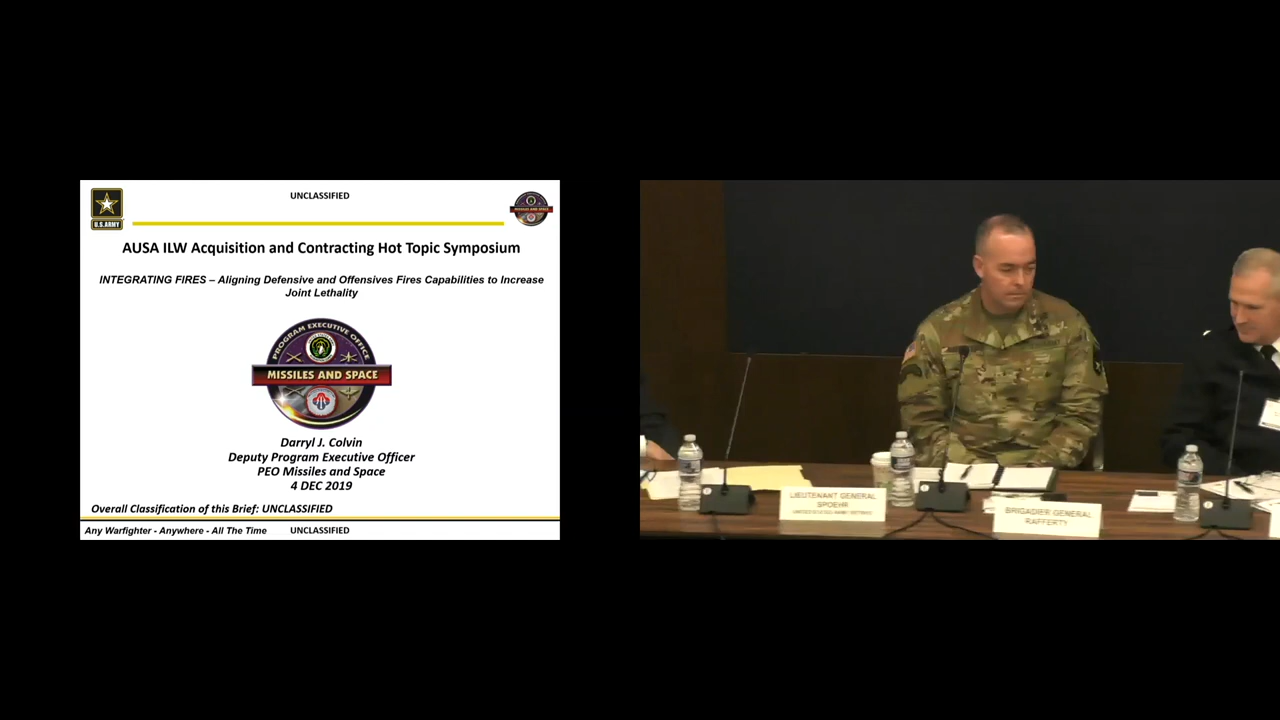 UNCLASSIFIED
U.S.ARMY
MISSILES AND SPACE
AUSA ILW Acquisition and Contracting Hot Topic Symposium
INTEGRATING FIRES – Aligning Defensive and Offensives Fires Capabilities to Increase
Joint Lethality
PROGRAM EXECUTIVE OFFICE
MISSILES AND SPACE
Darryl J. Colvin
Deputy Program Executive Officer
PEO Missiles and Space
4 DEC 2019
Overall Classification of this Brief: UNCLASSIFIED
Any Warfighter - Anywhere - All The Time UNCLASSIFIED
LIEUTENANT GENERAL
SPOEHR
BRIGADIER GENERAL
RAFFERTY